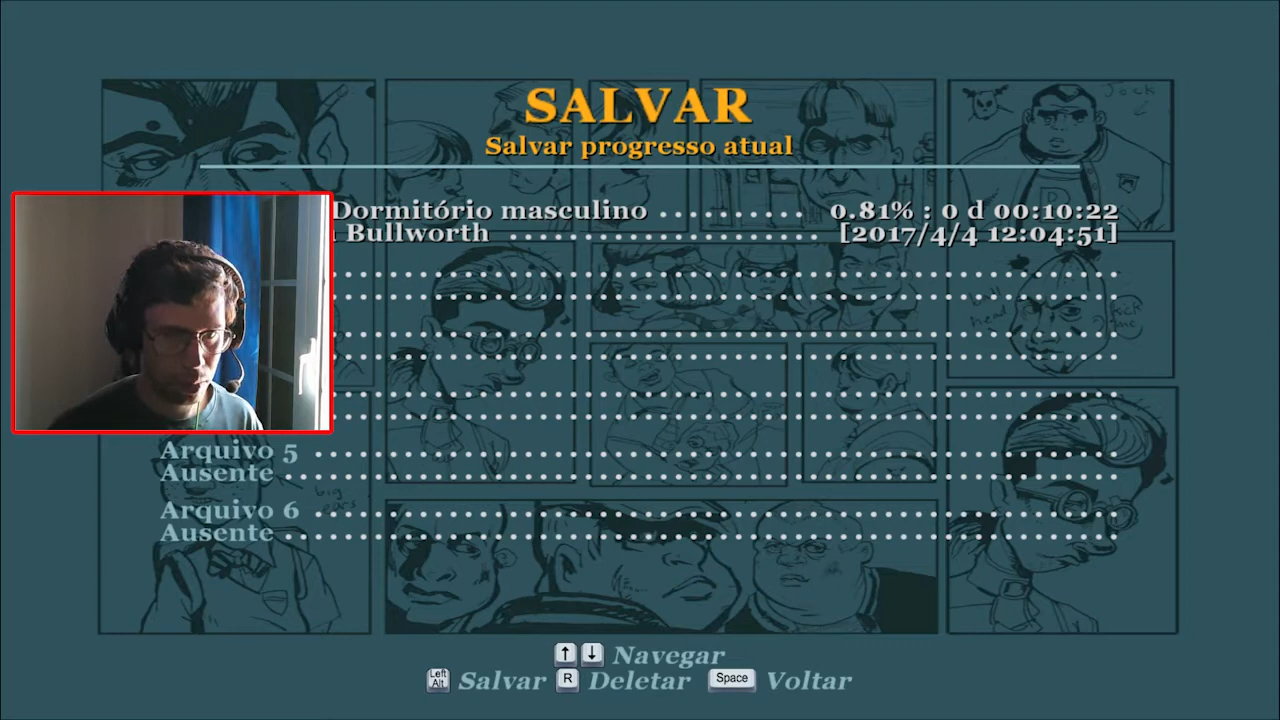 SALVAR
Salvar progresso atual
Dormitório masculino .......... 0.81% : 0 d 00:10:22
Bullworth ..................... [2017/4/4 12:04:51]
Arquivo 5
Ausente
Arquivo 6
Ausente
↑ ↓ Navegar
Left Alt Salvar R Deletar Space Voltar